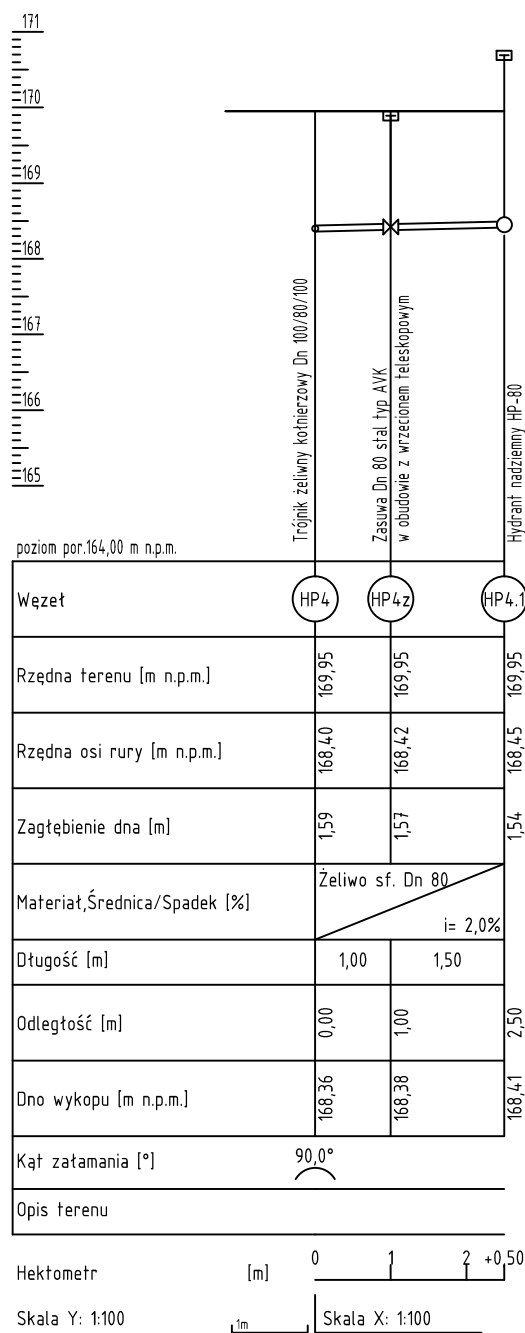 171
170
169
168
167
166
165
Trójnik żeliwny kołnierzowy Dn 100/80/100
Zasuwa Dn 80 stal typ AVK
w obudowie z wrzecionem teleskopowym
Hydrant nadziemny HP-80
poziom por.164,00 m n.p.m.
Węzeł HP4 HP4z HP4.1
Rzędna terenu [m n.p.m.] 169,95 169,95 169,95
Rzędna osi rury [m n.p.m.] 168,40 168,42 168,45
Zagłębienie dna [m] 1,59 1,57 1,54
Żeliwo sf. Dn 80
Materiał,Średnica/Spadek [%]
i= 2,0%
Długość [m] 1,00 1,50
Odległość [m] 0,00 1,00 2,50
Dno wykopu [m n.p.m.] 168,36 168,38 168,41
Kąt załamania [°] 90,0°
Opis terenu
Hektometr [m] 0 1 2 +0,50
Skala Y: 1:100 1m Skala X: 1:100